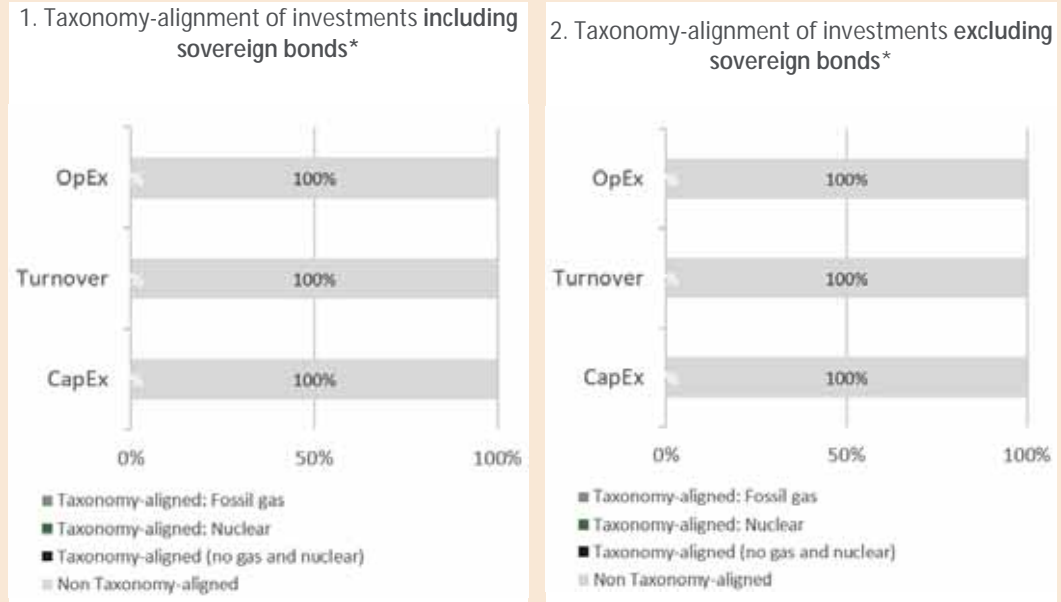 1. Taxonomy-alignment of investments including
sovereign bonds*
OpEx
100%
Turnover
100%
CapEx
100%
0%
50%
100%
Taxonomy-aligned: Fossil gas
Taxonomy-aligned: Nuclear
Taxonomy-aligned (no gas and nuclear)
Non Taxonomy-aligned
2. Taxonomy-alignment of investments excluding
sovereign bonds*
OpEx
100%
Turnover
100%
CapEx
100%
0%
50%
100%
Taxonomy-aligned: Fossil gas
Taxonomy-aligned: Nuclear
Taxonomy-aligned (no gas and nuclear)
Non Taxonomy-aligned